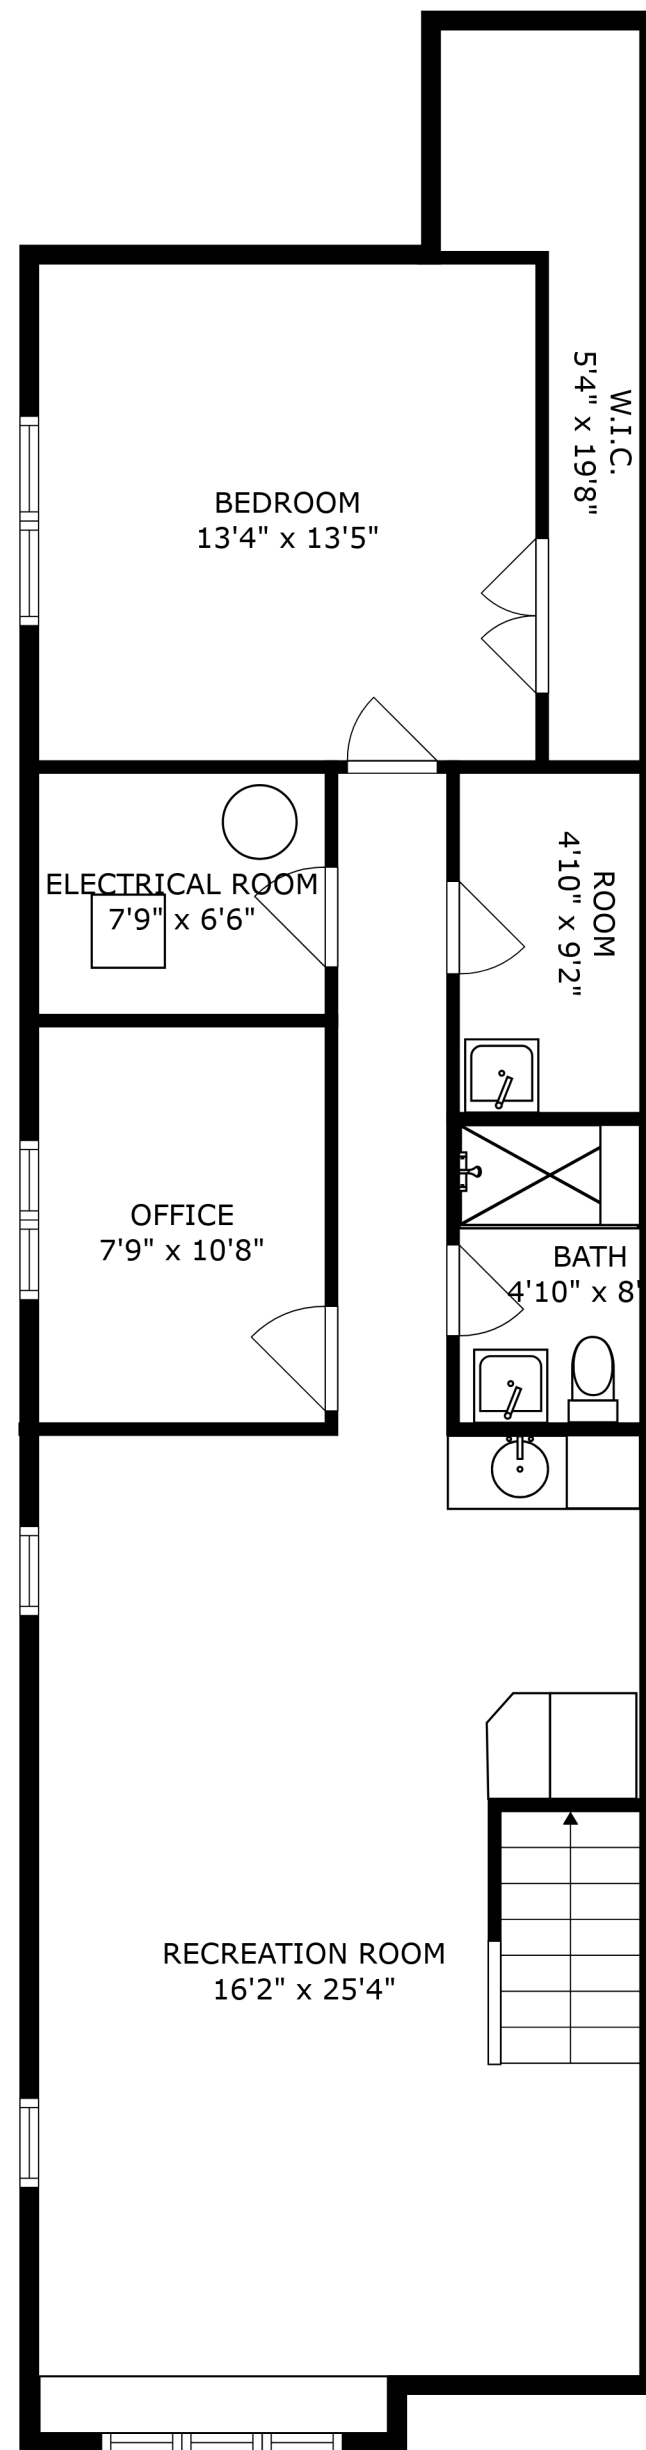 W.I.C.
5'4" x 19'8"
BEDROOM
13'4" x 13'5"
ELECTRICAL ROOM
7'9" x 6'6"
ROOM
4'10" x 9'2"
OFFICE
7'9" x 10'8"
BATH
4'10" x 8'
RECREATION ROOM
16'2" x 25'4"